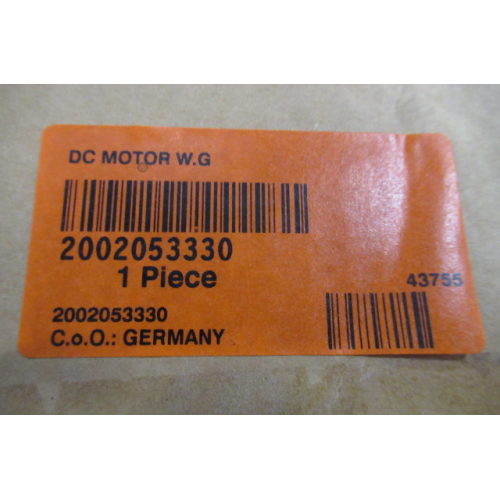 DC MOTOR W.G
2002053330
1 Piece
43755
2002053330
C.o.O.: GERMANY